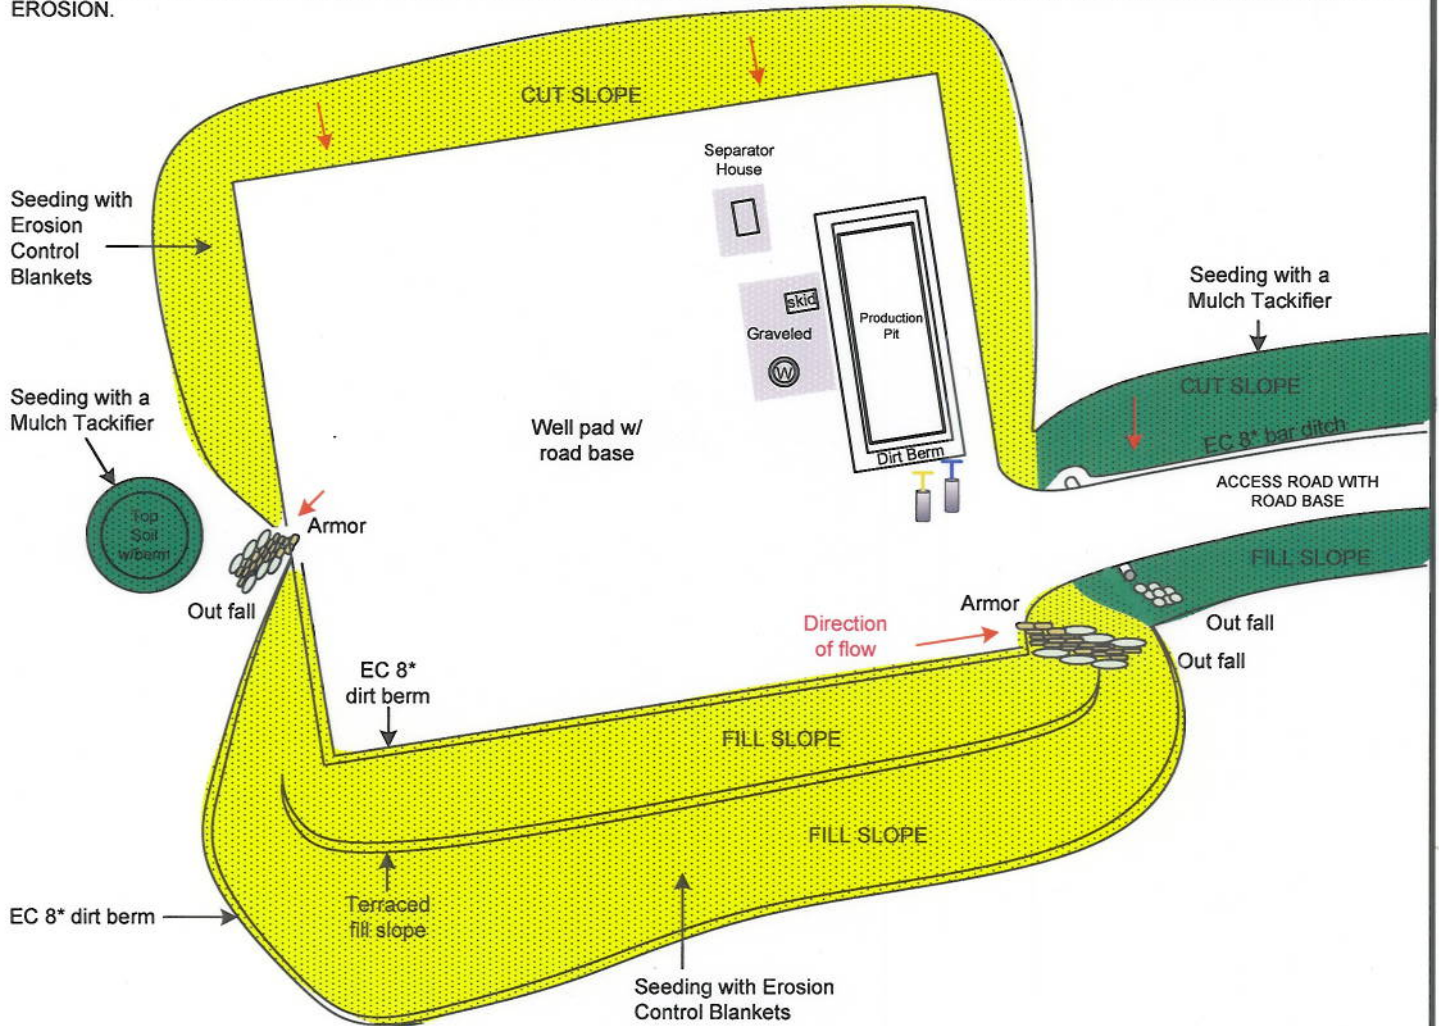 EROSION.
CUT SLOPE
Separator
House
Seeding with
Erosion
Control
Blankets
skid
Graveled
W
Production
Pit
Dirt Berm
Seeding with a
Mulch Tackifier
CUT SLOPE
EC 8* bar ditch
ACCESS ROAD WITH
ROAD BASE
FILL SLOPE
Seeding with a
Mulch Tackifier
Top
Soil
w/berm
Well pad w/
road base
Armor
Out fall
Armor
Direction
of flow
Out fall
Out fall
EC 8*
dirt berm
FILL SLOPE
FILL SLOPE
Terraced
fill slope
EC 8* dirt berm
Seeding with Erosion
Control Blankets